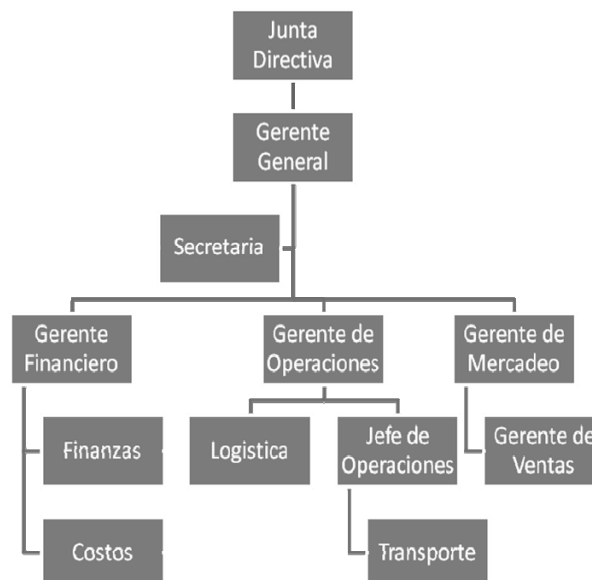 Junta
Directiva
Gerente
General
Secretaria
Gerente
Financiero
Gerente de
Operaciones
Gerente de
Mercadeo
Finanzas
Logistica
Jefe de
Operaciones
Gerente de
Ventas
Costos
Transporte